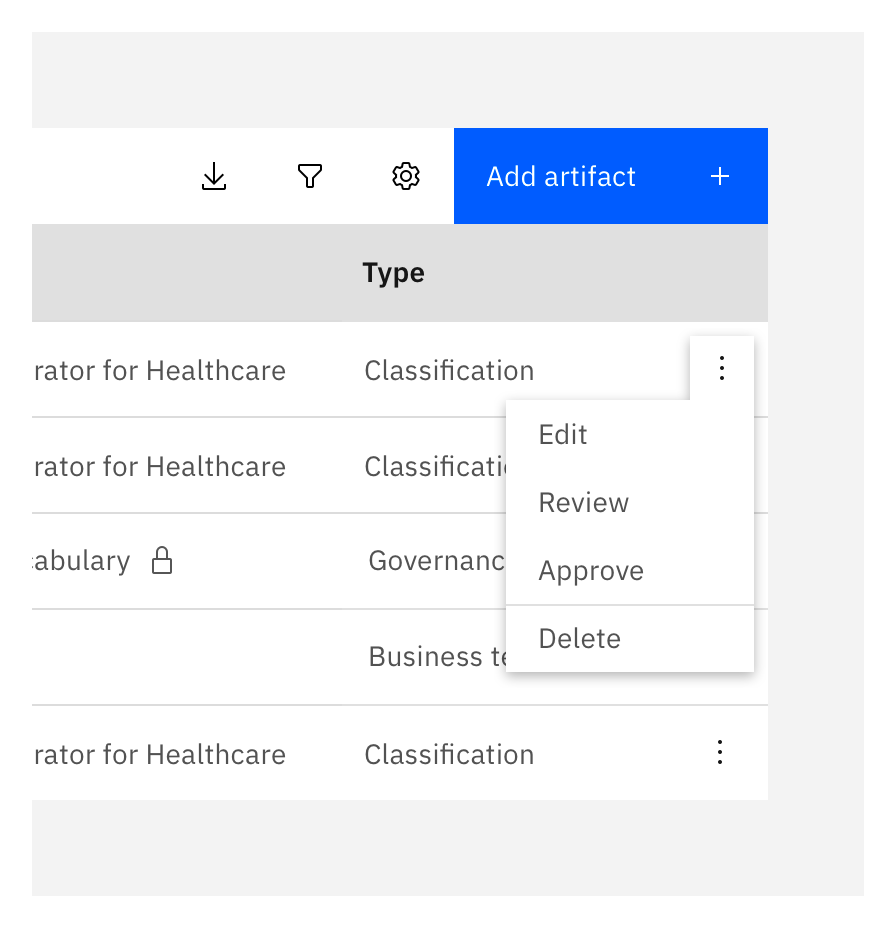 Add artifact +
Type
rator for Healthcare Classification
Edit
rator for Healthcare Classificatio
Review
abulary Governanc
Approve
Delete
Business te
rator for Healthcare Classification